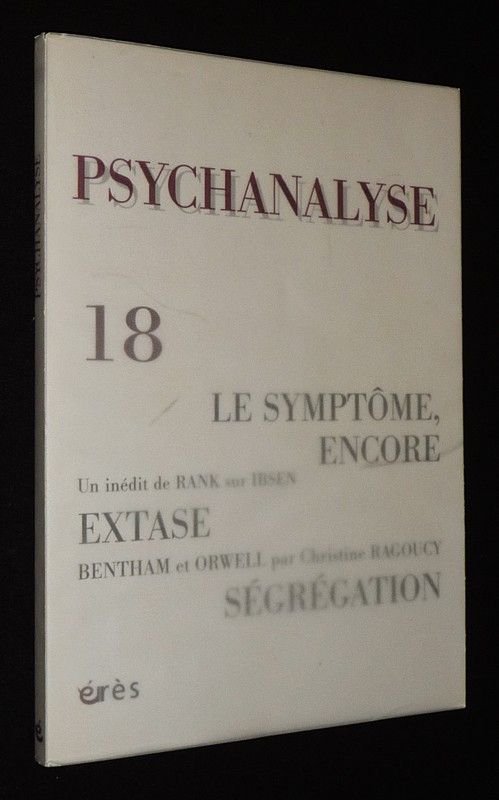 PSYCHANALYSE
PSYCHANALYSE
18
LE SYMPTÔME,
ENCORE
Un inédit de RANK sur IBSEN
EXTASE
BENTHAM et ORWELL par Christine RAGOUCY
SÉGRÉGATION
érès